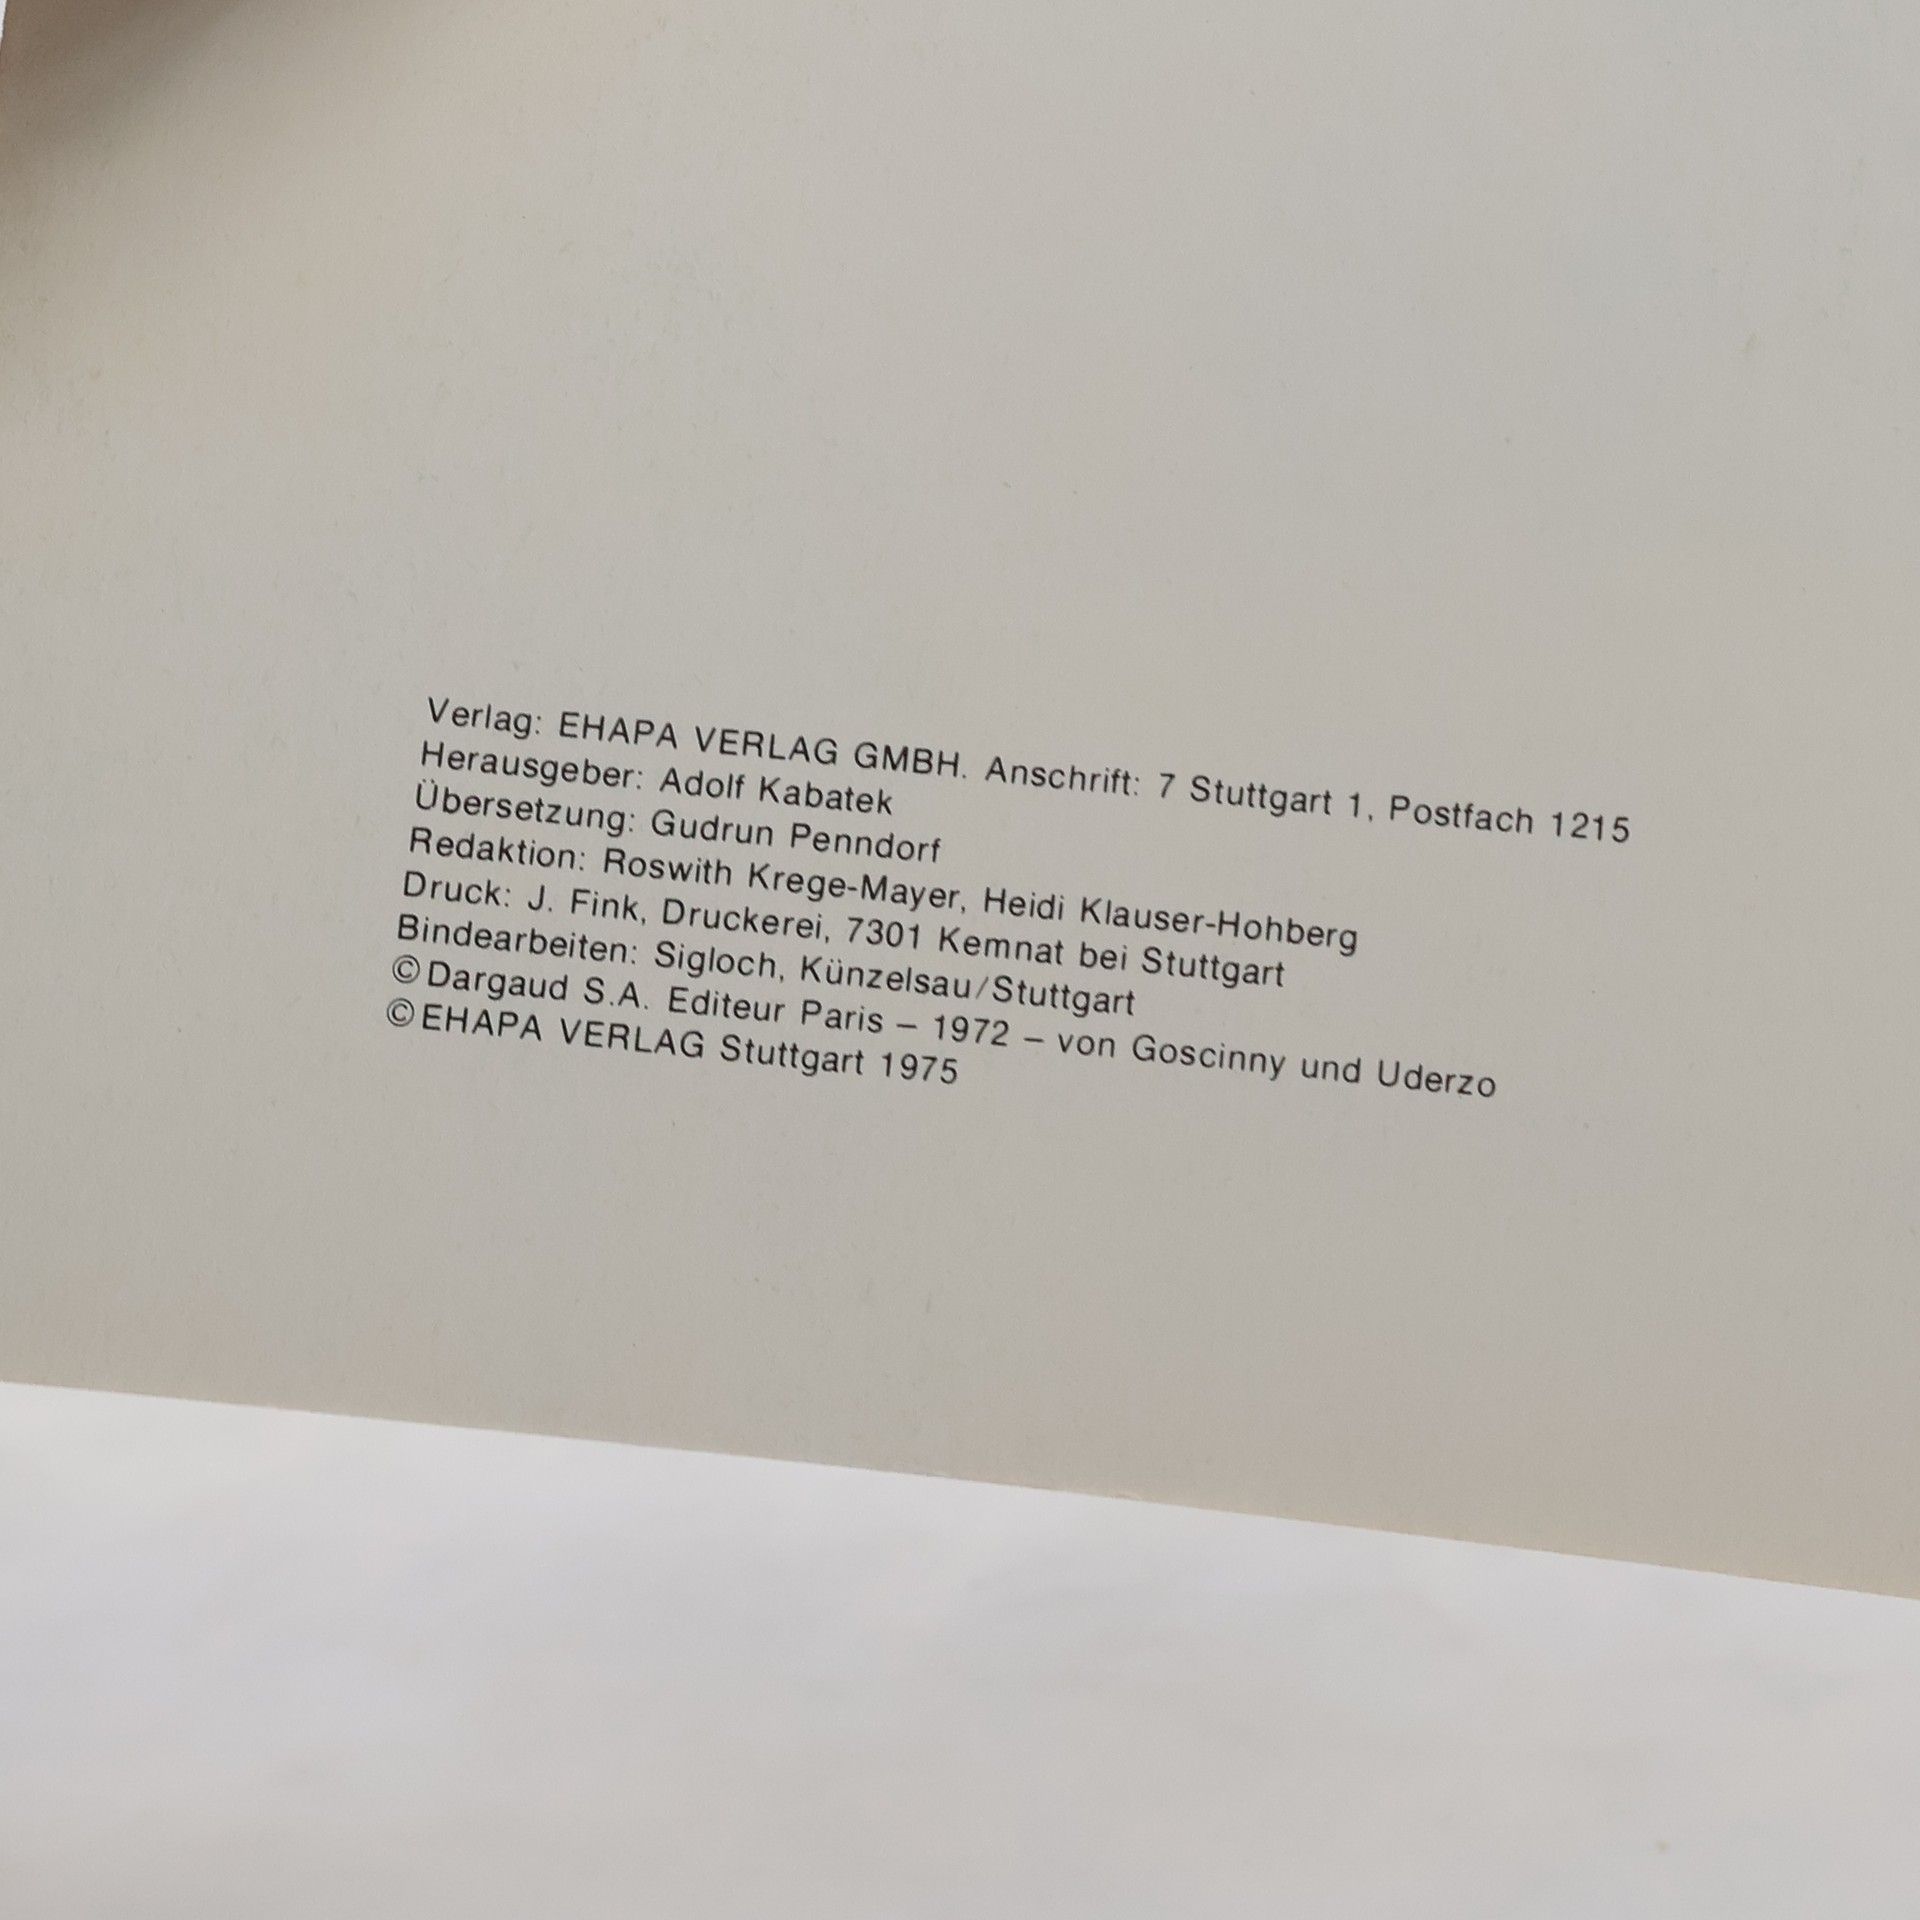 Verlag: EHAPA VERLAG GMBH. Anschrift: 7 Stuttgart 1, Postfach 1215
Herausgeber: Adolf Kabatek
Übersetzung: Gudrun Penndorf
Redaktion: Roswith Krege-Mayer, Heidi Klauser-Hohberg
Druck: J. Fink, Druckerei, 7301 Kemnat bei Stuttgart
Bindearbeiten: Sigloch, Künzelsau/Stuttgart
© Dargaud S.A. Editeur Paris – 1972 – von Goscinny und Uderzo
© EHAPA VERLAG Stuttgart 1975